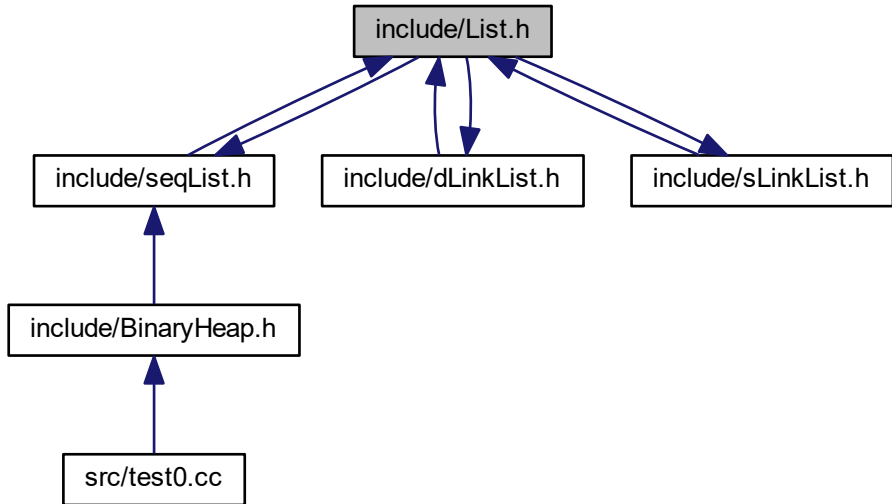 include/List.h
include/seqList.h
include/dLinkList.h
include/sLinkList.h
include/BinaryHeap.h
src/test0.cc